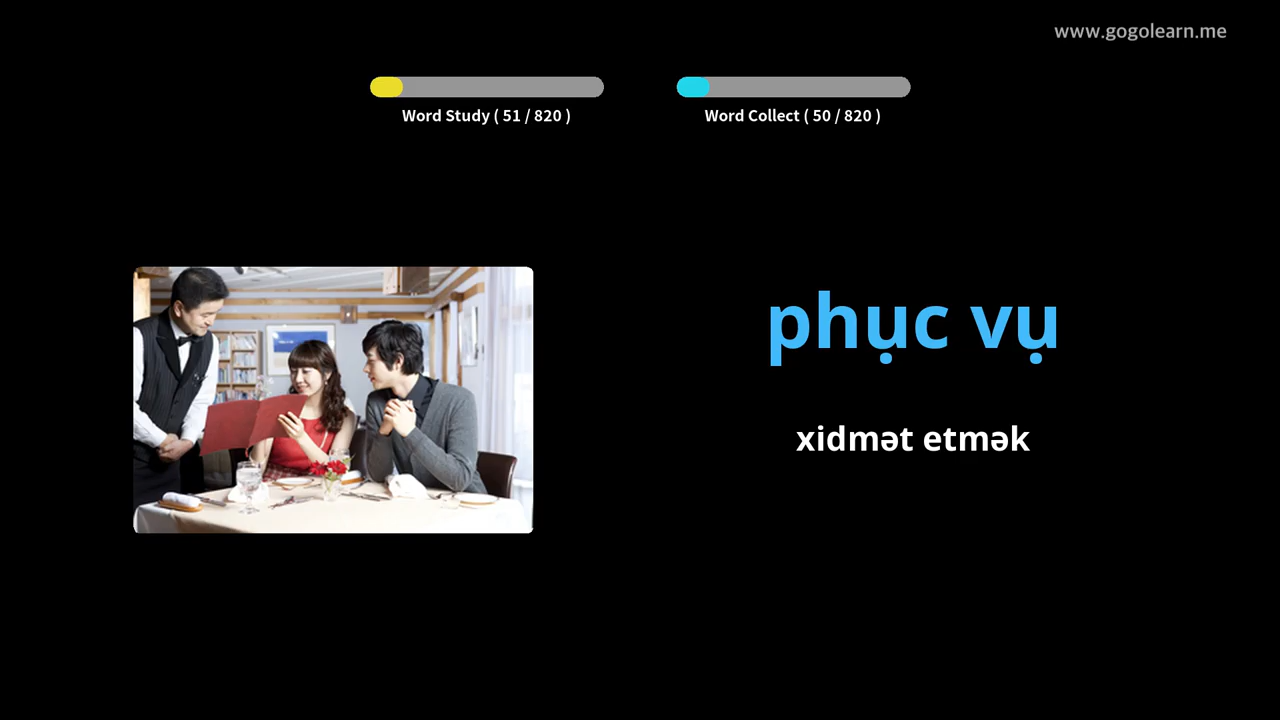 www.gogolearn.me
Word Study ( 51 / 820 )
Word Collect ( 50 / 820 )
phục vụ
xidmət etmək